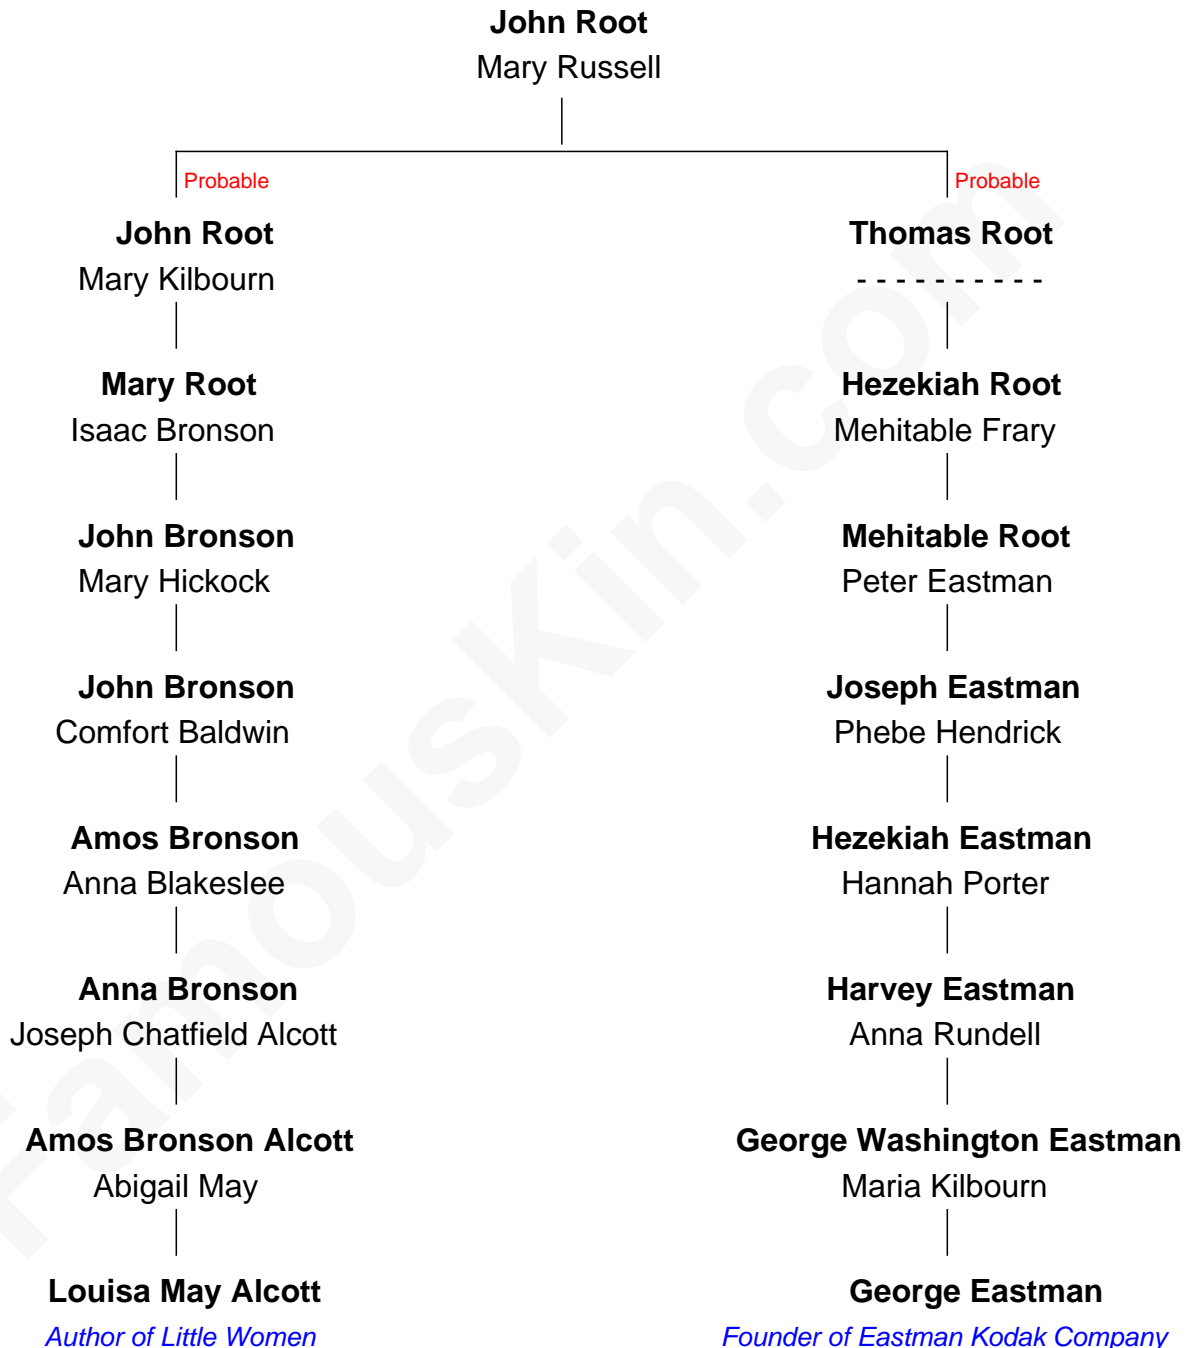 John Root
Mary Russell
Probable
Probable
John Root
Thomas Root
Mary Kilbourn
- - - - - - - - - -
Mary Root
Hezekiah Root
Isaac Bronson
Mehitable Frary
John Bronson
Mehitable Root
Mary Hickock
Peter Eastman
John Bronson
Joseph Eastman
Comfort Baldwin
Phebe Hendrick
Amos Bronson
Hezekiah Eastman
Anna Blakeslee
Hannah Porter
Anna Bronson
Harvey Eastman
Joseph Chatfield Alcott
Anna Rundell
Amos Bronson Alcott
George Washington Eastman
Abigail May
Maria Kilbourn
Louisa May Alcott
George Eastman
Author of Little Women
Founder of Eastman Kodak Company
FamousKin.com